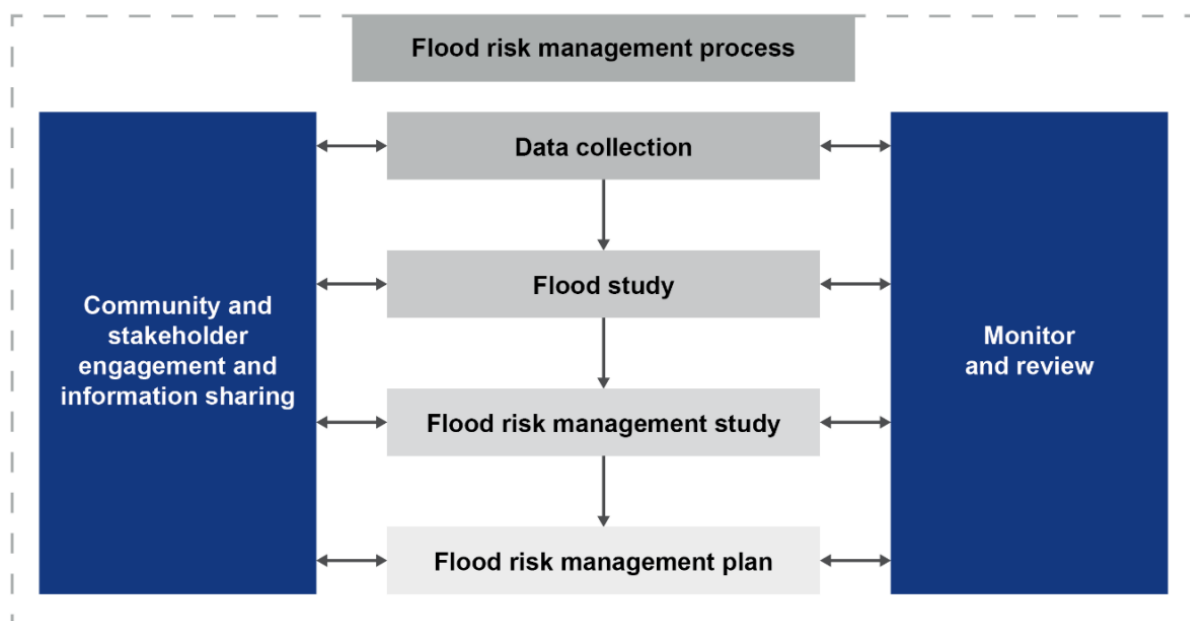 Flood risk management process
Data collection
Flood study
Flood risk management study
Flood risk management plan
Community and
stakeholder
engagement and
information sharing
Monitor
and review